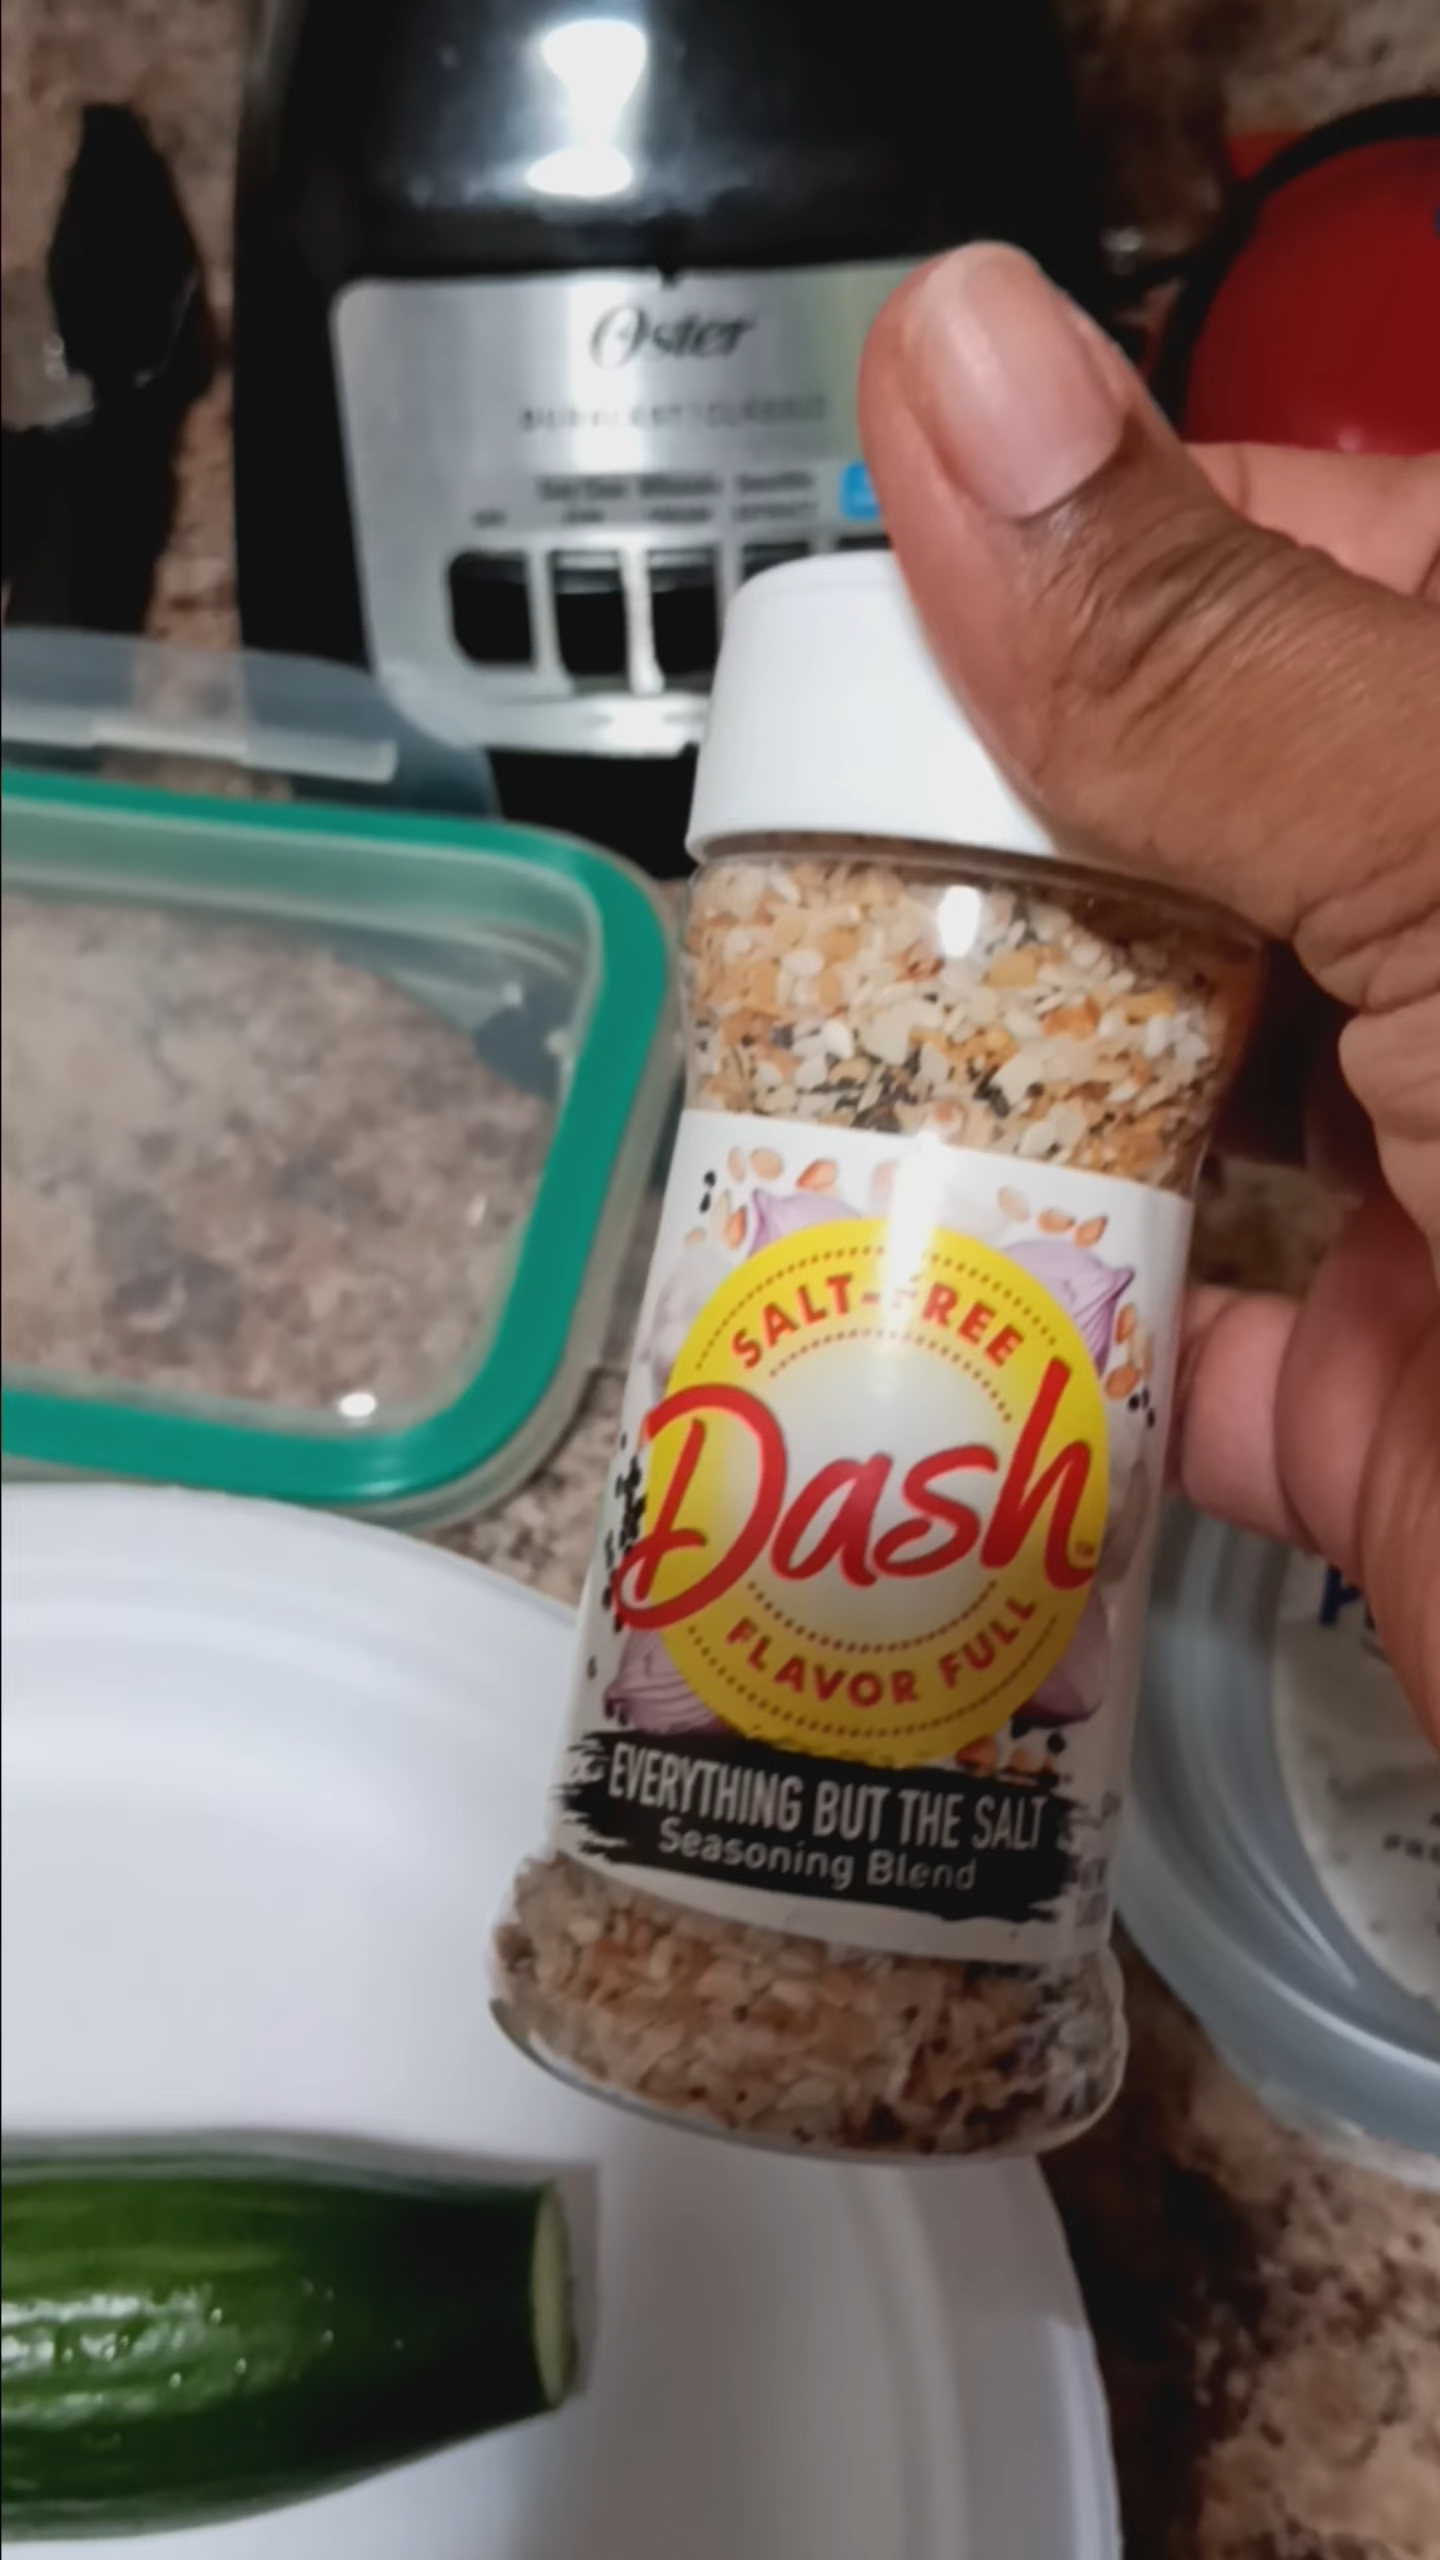 Oster
SALT-FREE
Dash
FLAVOR FULL
EVERYTHING BUT THE SALT
Seasoning Blend